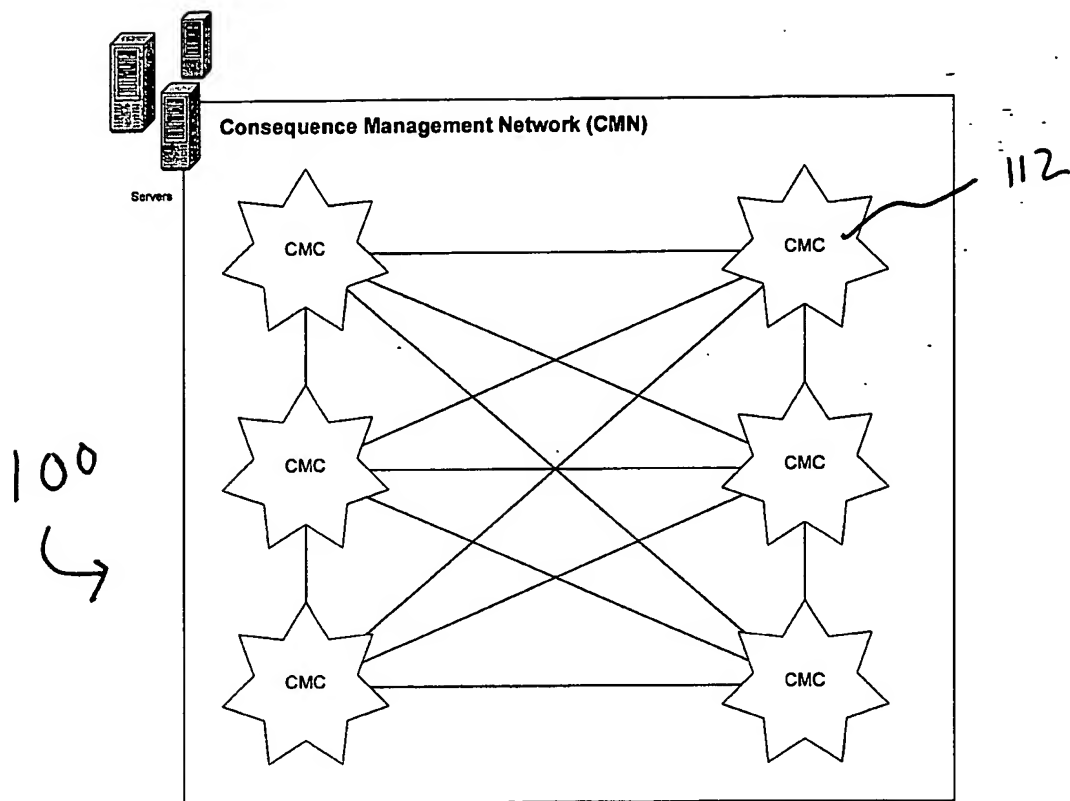 Consequence Management Network (CMN)
Servers
112
CMC
CMC
CMC
CMC
100
CMC
CMC